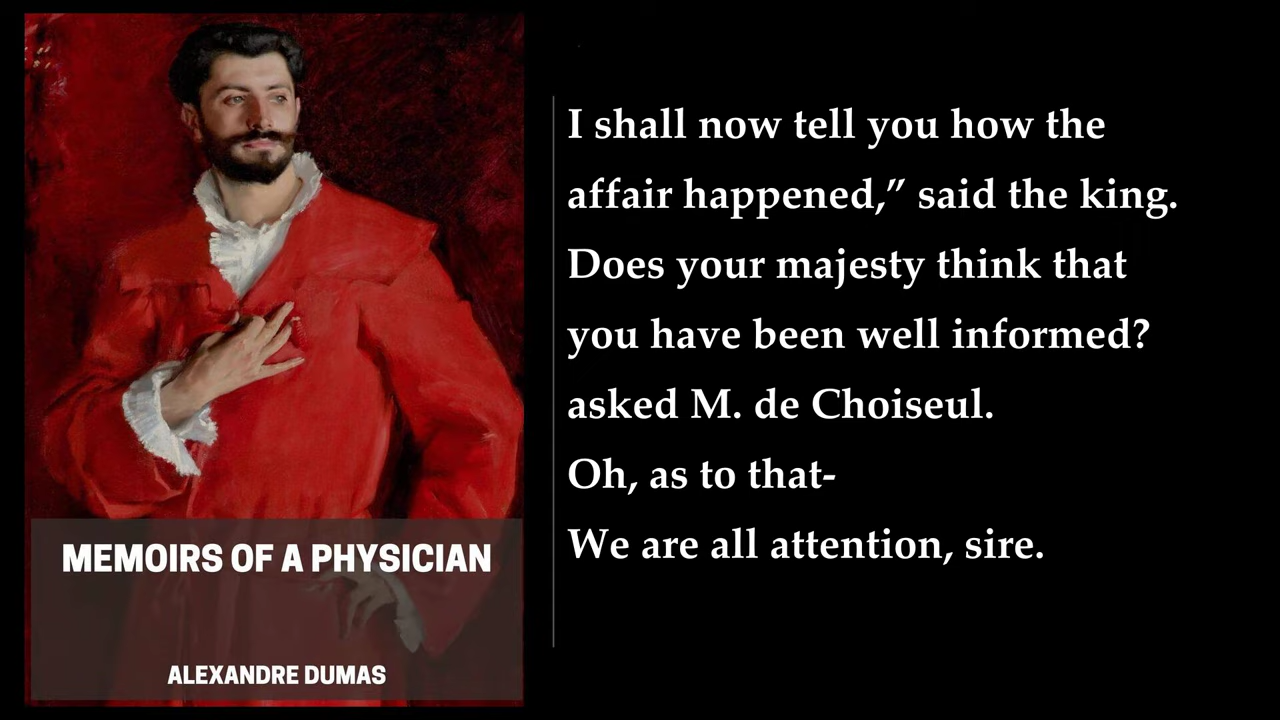 MEMOIRS OF A PHYSICIAN
ALEXANDRE DUMAS
I shall now tell you how the
affair happened,” said the king.
Does your majesty think that
you have been well informed?
asked M. de Choiseul.
Oh, as to that-
We are all attention, sire.